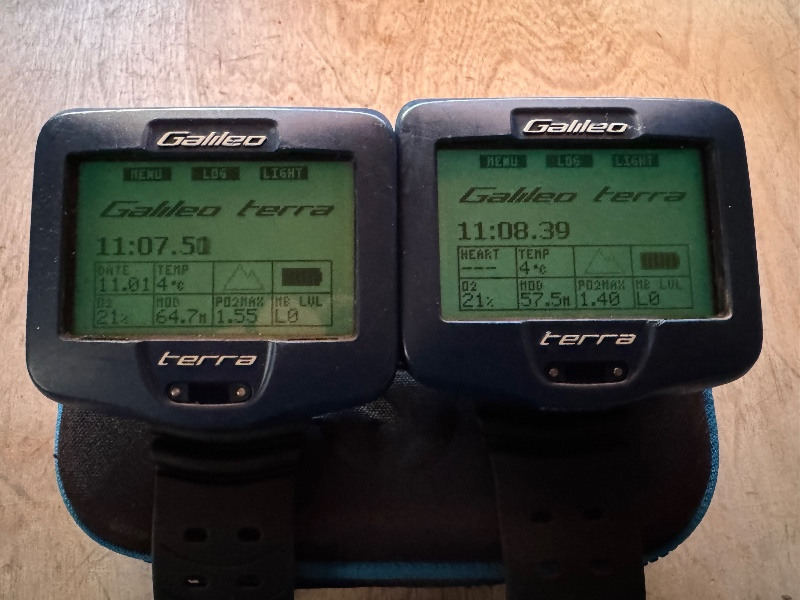 Galileo
MENU LOG LIGHT
Galileo terra
11:07.50
DATE TEMP
11.01 4°C
O2 MOD PO2MAX MB LVL
21% 64.7M 1.55 L0
terra
Galileo
MENU LOG LIGHT
Galileo terra
11:08.39
HEART TEMP
--- 4°C
O2 MOD PO2MAX MB LVL
21% 57.5M 1.40 L0
terra